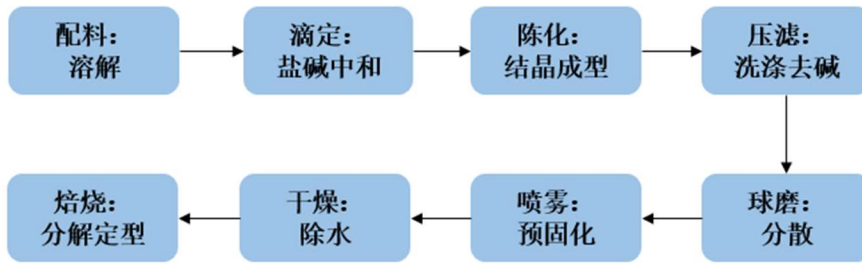 配料：
溶解
滴定：
盐碱中和
陈化：
结晶成型
压滤：
洗涤去碱
球磨：
分散
喷雾：
预固化
干燥：
除水
焙烧：
分解定型